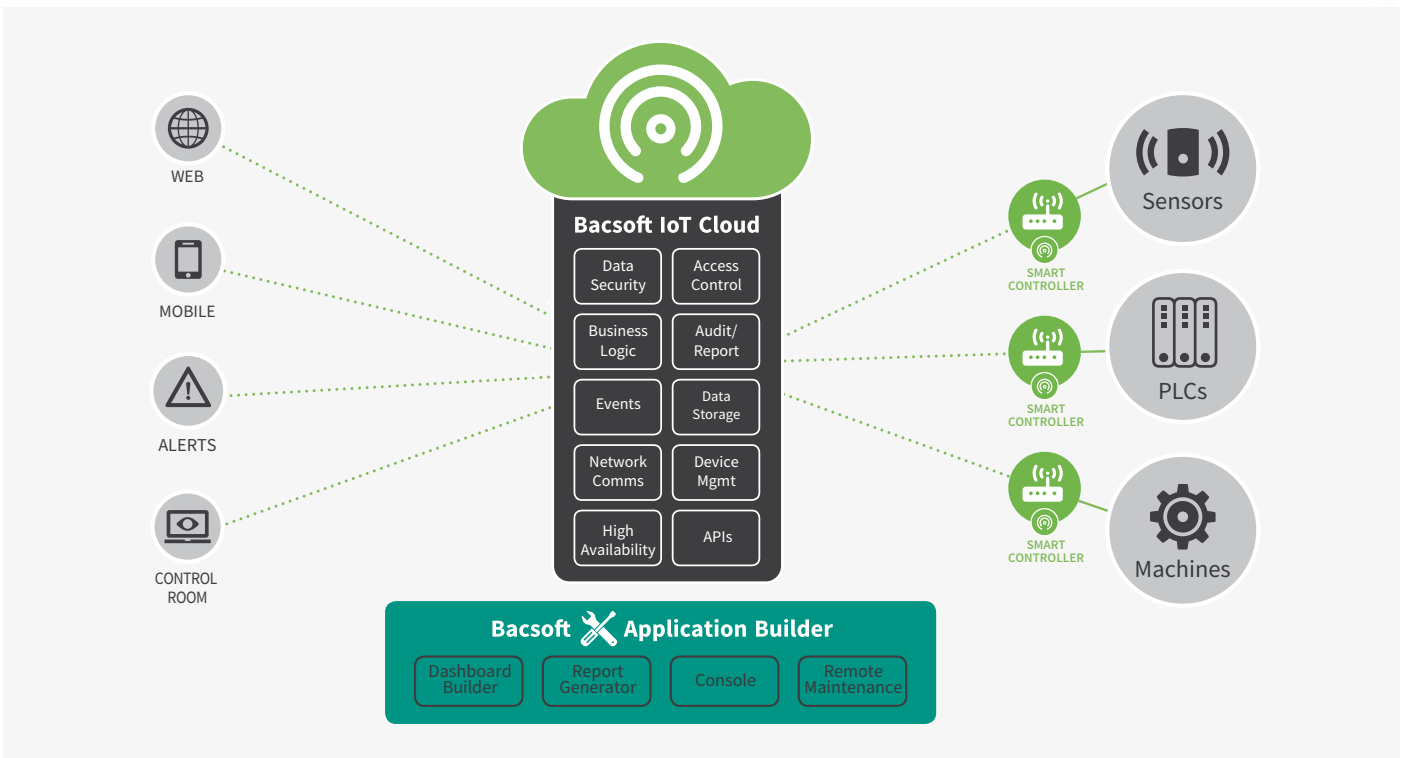 WEB
MOBILE
ALERTS
CONTROL
ROOM
Bacsoft IoT Cloud
Data
Security
Access
Control
Business
Logic
Audit/
Report
Events
Data
Storage
Network
Comms
Device
Mgmt
High
Availability
APIs
SMART
CONTROLLER
SMART
CONTROLLER
SMART
CONTROLLER
Sensors
PLCs
Machines
Bacsoft Application Builder
Dashboard
Builder
Report
Generator
Console
Remote
Maintenance